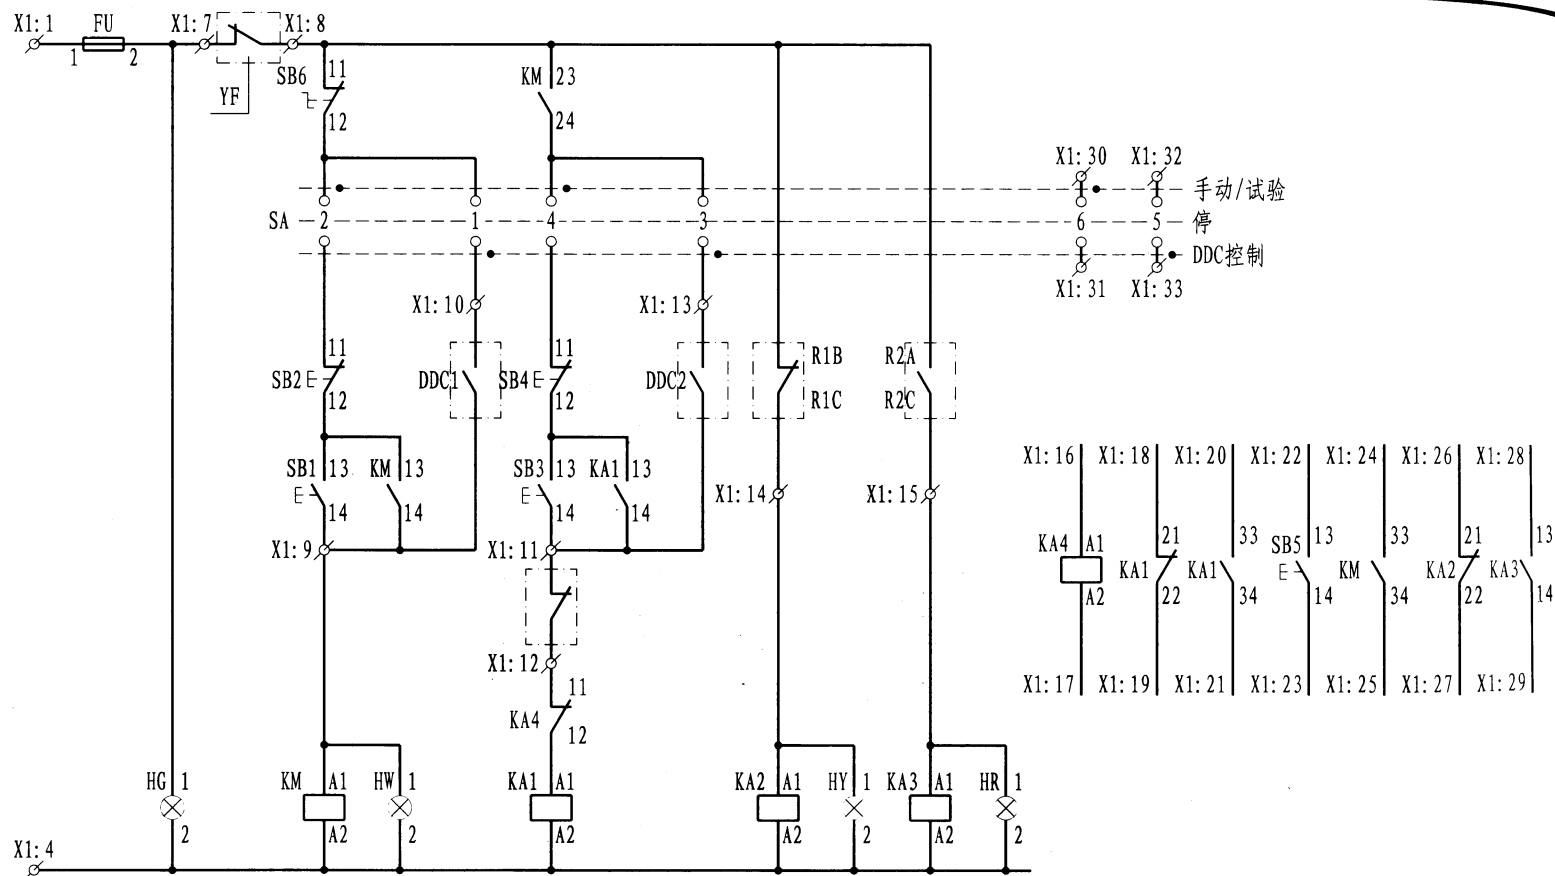 X1:1 FU X1:7 X1:8
1 2
YF
SB6 11
12
KM 23
24
X1:30 X1:32
手动/试验
SA 2 1 4 3 6 5 停
DDC控制
X1:31 X1:33
X1:10 X1:13
SB2 11
12
DDC1
SB4 11
12
DDC2
R1B
R1C
R2A
R2C
SB1 13
14
KM 13
14
SB3 13
14
KA1 13
14
X1:14 X1:15
X1:9 X1:11
X1:12
KA4 11
12
X1:16 X1:18 X1:20 X1:22 X1:24 X1:26 X1:28
KA4 A1
A2
KA1 21
22
KA1 33
34
SB5 13
14
KM 33
34
KA2 21
22
KA3 13
14
X1:17 X1:19 X1:21 X1:23 X1:25 X1:27 X1:29
HG 1
2
KM A1
A2
HW 1
2
KA1 A1
A2
KA2 A1
A2
HY 1
2
KA3 A1
A2
HR 1
2
X1:4